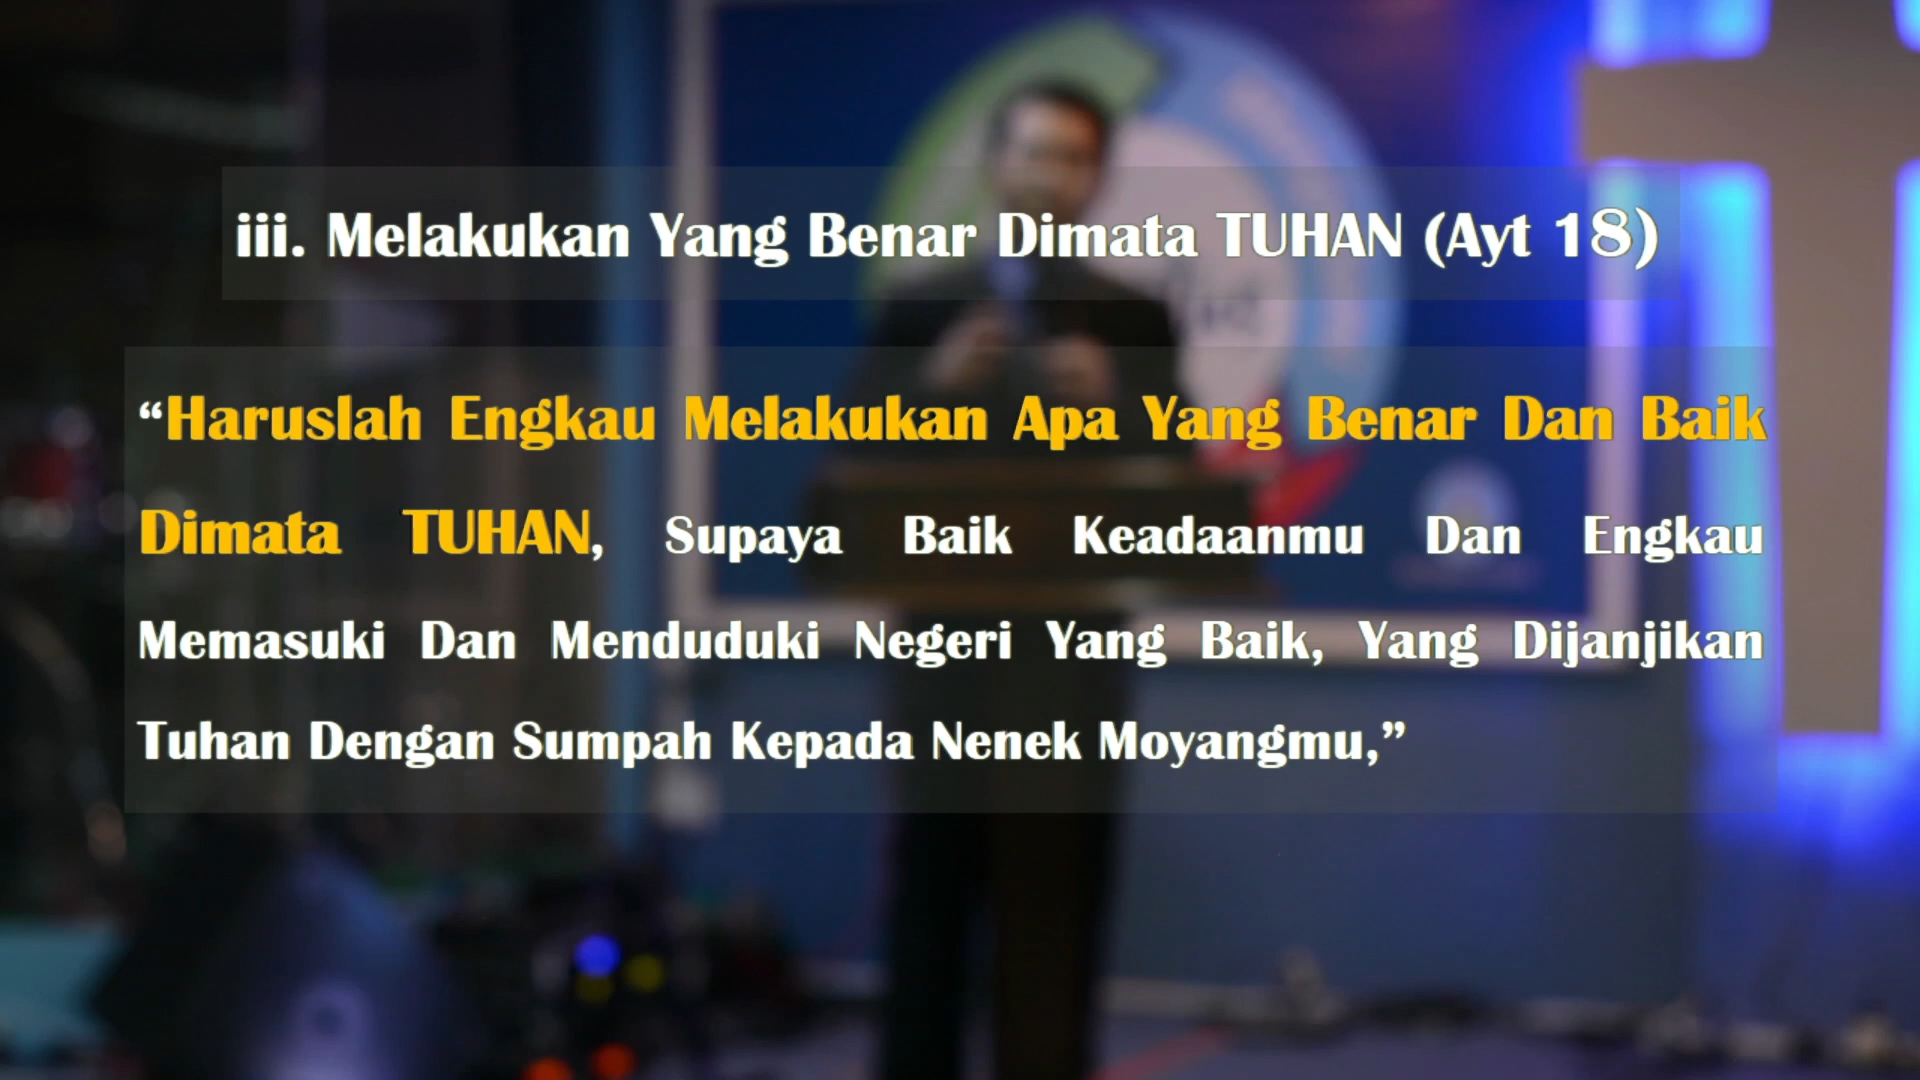 iii. Melakukan Yang Benar Dimata TUHAN (Ayt 18)
“Haruslah Engkau Melakukan Apa Yang Benar Dan Baik
Dimata TUHAN, Supaya Baik Keadaanmu Dan Engkau
Memasuki Dan Menduduki Negeri Yang Baik, Yang Dijanjikan
Tuhan Dengan Sumpah Kepada Nenek Moyangmu,”